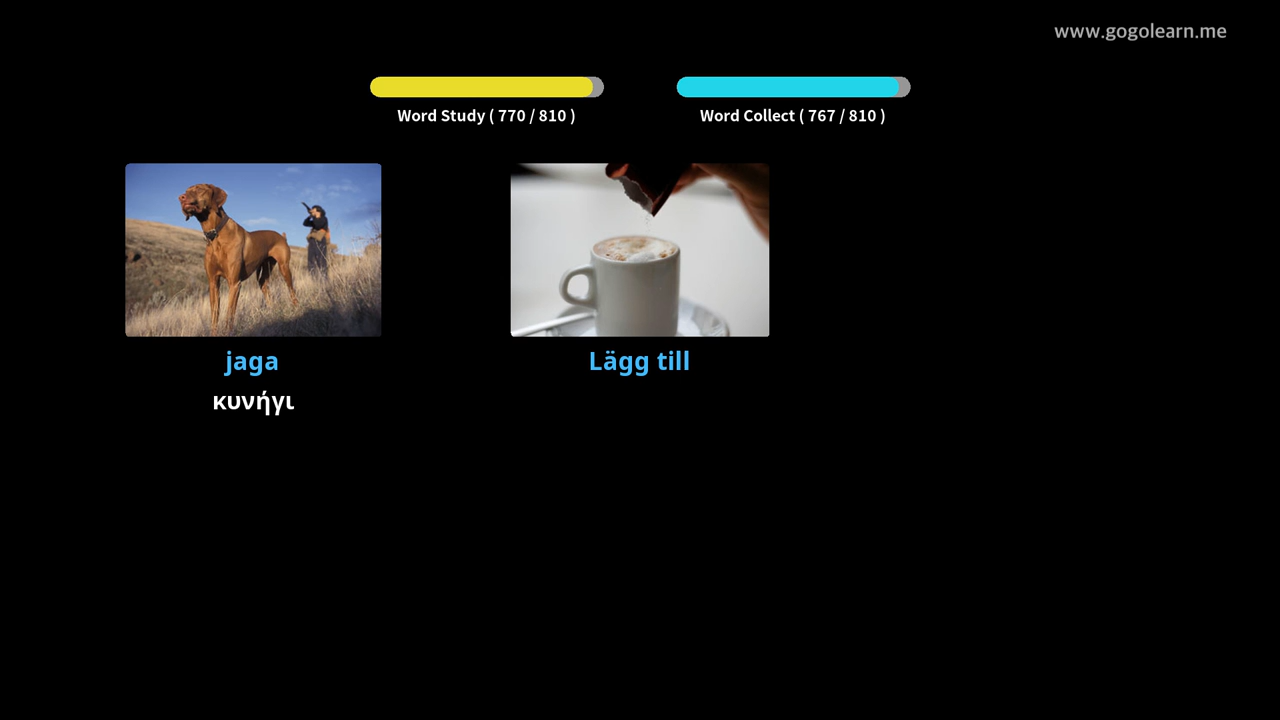 www.gogolearn.me
Word Study ( 770 / 810 )
Word Collect ( 767 / 810 )
jaga
Lägg till
κυνήγι